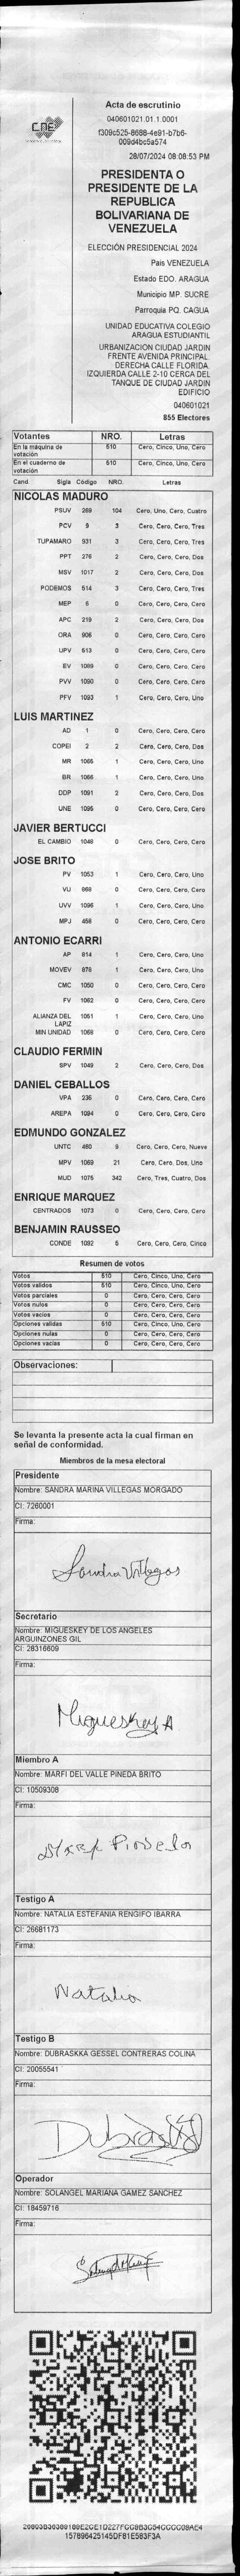 Acta de escrutinio
CNE
040601021.01.1.0001
f309c525-8688-4e91-b7b6-
009d4bc5a574
28/07/2024 08:08:53 PM
PRESIDENTA O
PRESIDENTE DE LA
REPUBLICA
BOLIVARIANA DE
VENEZUELA
ELECCIÓN PRESIDENCIAL 2024
Pais VENEZUELA
Estado EDO. ARAGUA
Municipio MP. SUCRE
Parroquia PQ. CAGUA
UNIDAD EDUCATIVA COLEGIO
ARAGUA ESTUDIANTIL
URBANIZACION CIUDAD JARDIN
FRENTE AVENIDA PRINCIPAL.
DERECHA CALLE FLORIDA.
IZQUIERDA CALLE 2-10 CERCA DEL
TANQUE DE CIUDAD JARDIN
EDIFICIO
040601021
855 Electores
Votantes NRO. Letras
En la máquina de votación 510 Cero, Cinco, Uno, Cero
En el cuaderno de votación 510 Cero, Cinco, Uno, Cero
Cand. Sigla Codigo NRO. Letras
NICOLAS MADURO
PSUV 269 104 Cero, Uno, Cero, Cuatro
PCV 9 3 Cero, Cero, Cero, Tres
TUPAMARO 931 3 Cero, Cero, Cero, Tres
PPT 276 2 Cero, Cero, Cero, Dos
MSV 1017 2 Cero, Cero, Cero, Dos
PODEMOS 514 3 Cero, Cero, Cero, Tres
MEP 6 0 Cero, Cero, Cero, Cero
APC 219 2 Cero, Cero, Cero, Dos
ORA 906 0 Cero, Cero, Cero, Cero
UPV 513 0 Cero, Cero, Cero, Cero
EV 1089 0 Cero, Cero, Cero, Cero
PVV 1090 0 Cero, Cero, Cero, Cero
PFV 1093 1 Cero, Cero, Cero, Uno
LUIS MARTINEZ
AD 1 0 Cero, Cero, Cero, Cero
COPEI 2 2 Cero, Cero, Cero, Dos
MR 1065 1 Cero, Cero, Cero, Uno
BR 1066 1 Cero, Cero, Cero, Uno
DDP 1091 2 Cero, Cero, Cero, Dos
UNE 1095 0 Cero, Cero, Cero, Cero
JAVIER BERTUCCI
EL CAMBIO 1048 0 Cero, Cero, Cero, Cero
JOSE BRITO
PV 1053 1 Cero, Cero, Cero, Uno
VU 868 0 Cero, Cero, Cero, Cero
UVV 1096 1 Cero, Cero, Cero, Uno
MPJ 458 0 Cero, Cero, Cero, Cero
ANTONIO ECARRI
AP 814 1 Cero, Cero, Cero, Uno
MOVEV 878 1 Cero, Cero, Cero, Uno
CMC 1050 0 Cero, Cero, Cero, Cero
FV 1062 0 Cero, Cero, Cero, Cero
ALIANZA DEL LAPIZ 1051 1 Cero, Cero, Cero, Uno
MIN UNIDAD 1068 0 Cero, Cero, Cero, Cero
CLAUDIO FERMIN
SPV 1049 2 Cero, Cero, Cero, Dos
DANIEL CEBALLOS
VPA 236 0 Cero, Cero, Cero, Cero
AREPA 1094 0 Cero, Cero, Cero, Cero
EDMUNDO GONZALEZ
UNTC 460 9 Cero, Cero, Cero, Nueve
MPV 1069 21 Cero, Cero, Dos, Uno
MUD 1075 342 Cero, Tres, Cuatro, Dos
ENRIQUE MARQUEZ
CENTRADOS 1073 0 Cero, Cero, Cero, Cero
BENJAMIN RAUSSEO
CONDE 1092 5 Cero, Cero, Cero, Cinco
Resumen de votos
Votos 510 Cero, Cinco, Uno, Cero
Votos validos 510 Cero, Cinco, Uno, Cero
Votos parciales 0 Cero, Cero, Cero, Cero
Votos nulos 0 Cero, Cero, Cero, Cero
Votos vacios 0 Cero, Cero, Cero, Cero
Opciones validas 510 Cero, Cinco, Uno, Cero
Opciones nulas 0 Cero, Cero, Cero, Cero
Opciones vacias 0 Cero, Cero, Cero, Cero
Observaciones:
Se levanta la presente acta la cual firman en
señal de conformidad.
Miembros de la mesa electoral
Presidente
Nombre: SANDRA MARINA VILLEGAS MORGADO
CI: 7260001
Firma:
Sandra Villegas
Secretario
Nombre: MIGUESKEY DE LOS ANGELES
ARGUINZONES GIL
CI: 28316609
Firma:
Migueskey A
Miembro A
Nombre: MARFI DEL VALLE PINEDA BRITO
CI: 10509308
Firma:
Marfi Pineda
Testigo A
Nombre: NATALIA ESTEFANIA RENGIFO IBARRA
CI: 26681173
Firma:
Natalia
Testigo B
Nombre: DUBRASKKA GESSEL CONTRERAS COLINA
CI: 20055541
Firma:
Operador
Nombre: SOLANGEL MARIANA GAMEZ SANCHEZ
CI: 18459716
Firma:
157896425145DF81E583F3A